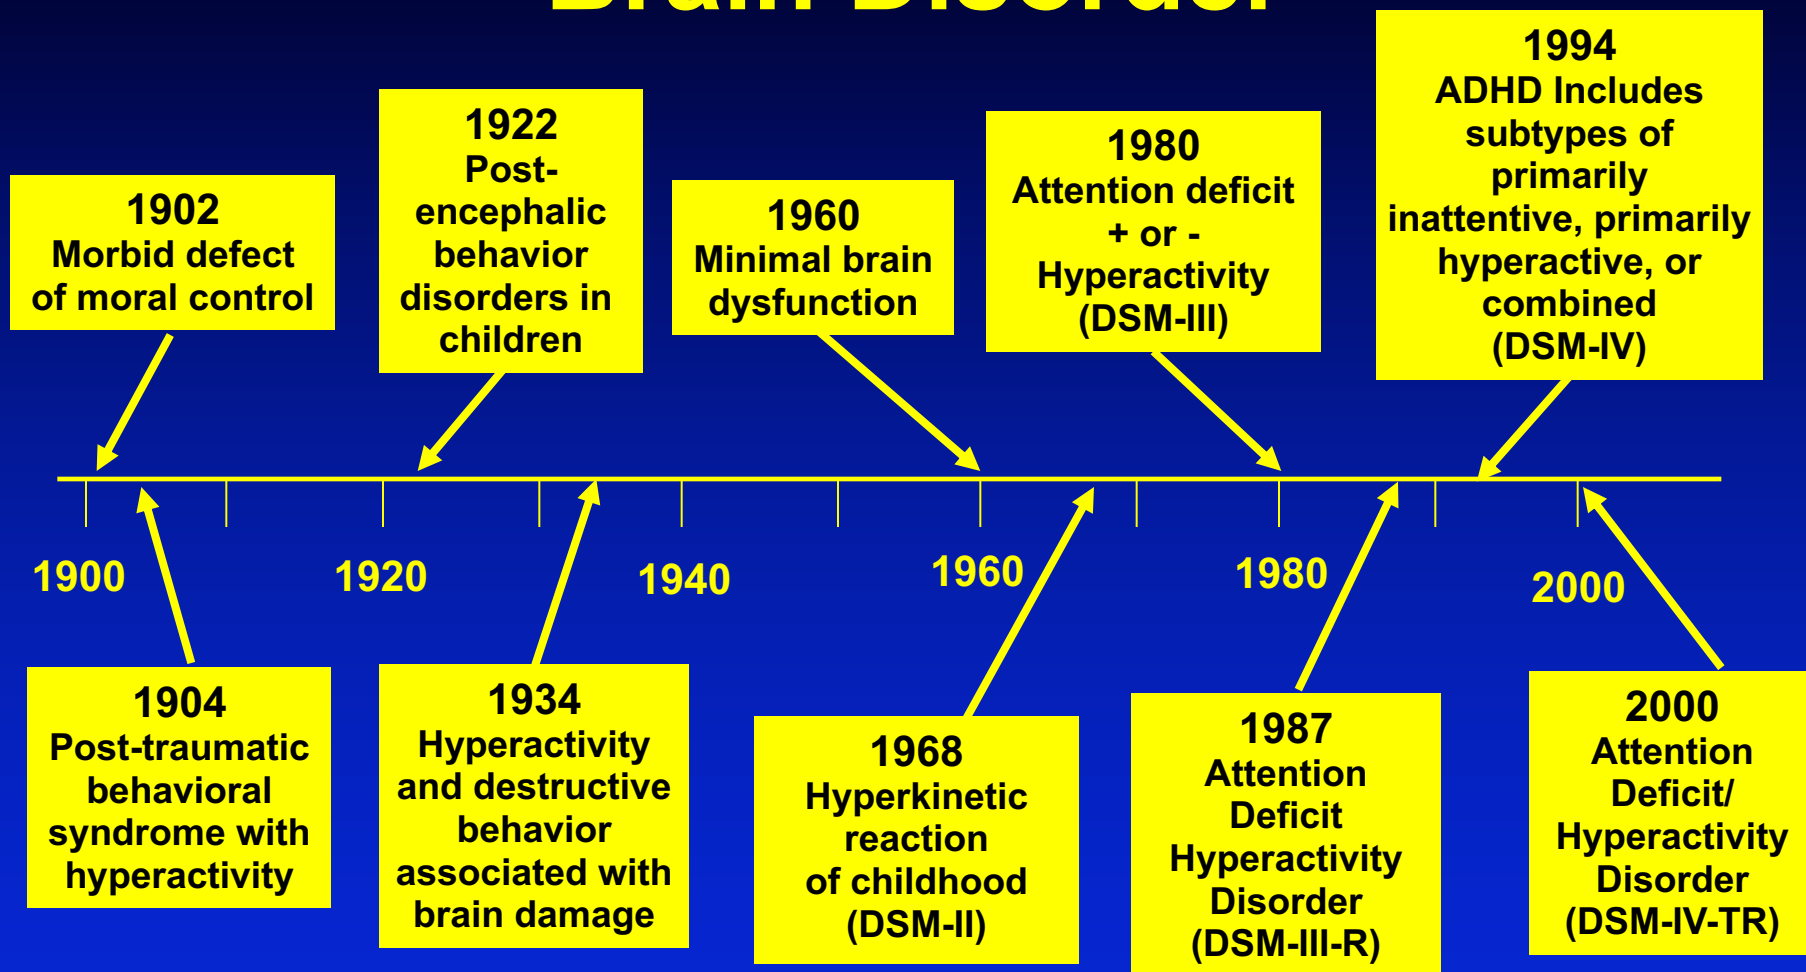 Brain Disorder
1902
Morbid defect
of moral control
1922
Post-
encephalic
behavior
disorders in
children
1960
Minimal brain
dysfunction
1980
Attention deficit
+ or -
Hyperactivity
(DSM-III)
1994
ADHD Includes
subtypes of
primarily
inattentive, primarily
hyperactive, or
combined
(DSM-IV)
1900
1920
1940
1960
1980
2000
1904
Post-traumatic
behavioral
syndrome with
hyperactivity
1934
Hyperactivity
and destructive
behavior
associated with
brain damage
1968
Hyperkinetic
reaction
of childhood
(DSM-II)
1987
Attention
Deficit
Hyperactivity
Disorder
(DSM-III-R)
2000
Attention
Deficit/
Hyperactivity
Disorder
(DSM-IV-TR)